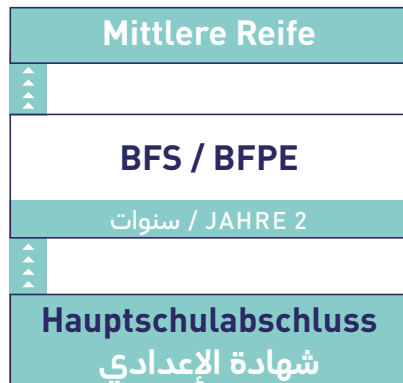 Mittlere Reife
BFS / BFPE
2 JAHRE / سنوات
Hauptschulabschluss
شهادة الإعدادي